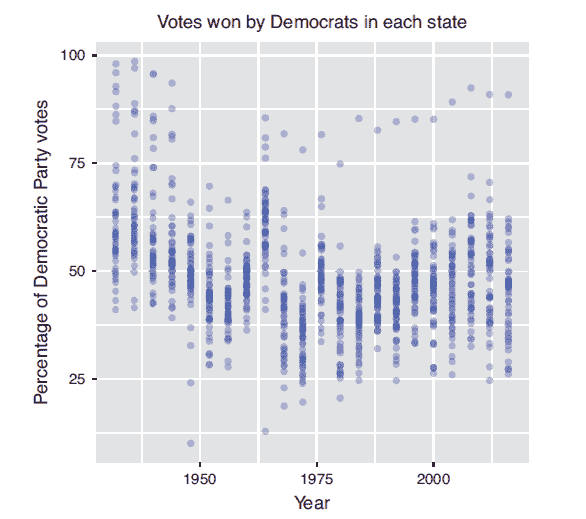 Votes won by Democrats in each state
Percentage of Democratic Party votes
100
75
50
25
1950
1975
2000
Year